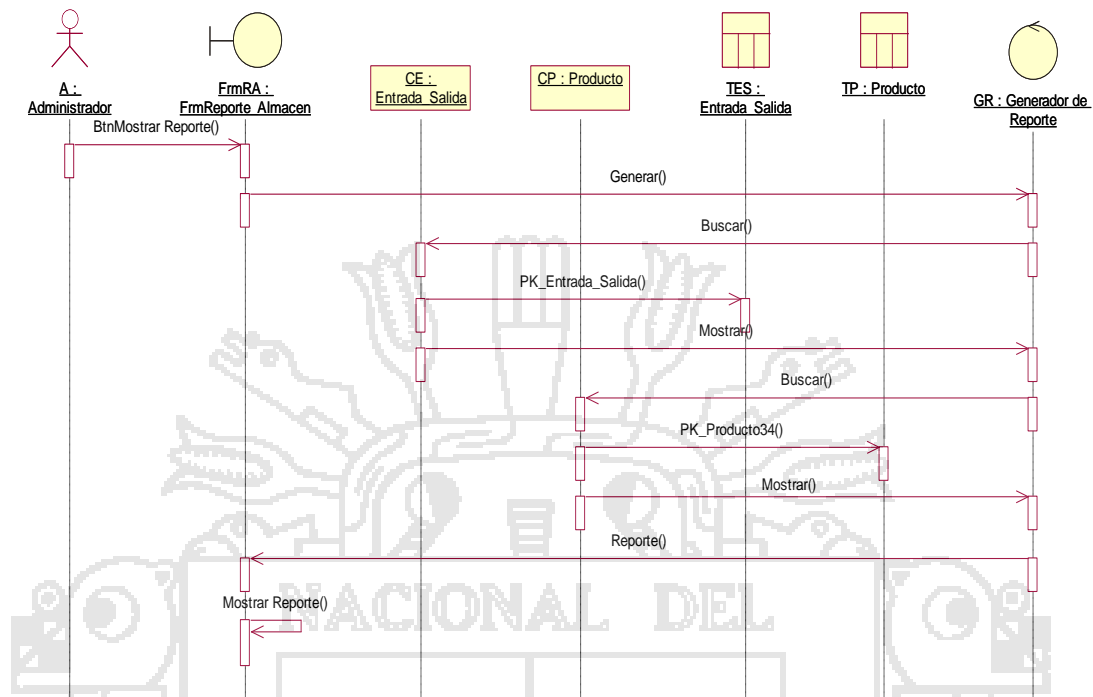 A :
Administrador
FrmRA :
FrmReporte_Almacen
CE :
Entrada_Salida
CP : Producto
TES :
Entrada_Salida
TP : Producto
GR : Generador de
Reporte
BtnMostrar Reporte()
Generar()
Buscar()
PK_Entrada_Salida()
Mostrar()
Buscar()
PK_Producto34()
Mostrar()
Reporte()
Mostrar Reporte()
NACIONAL DEL